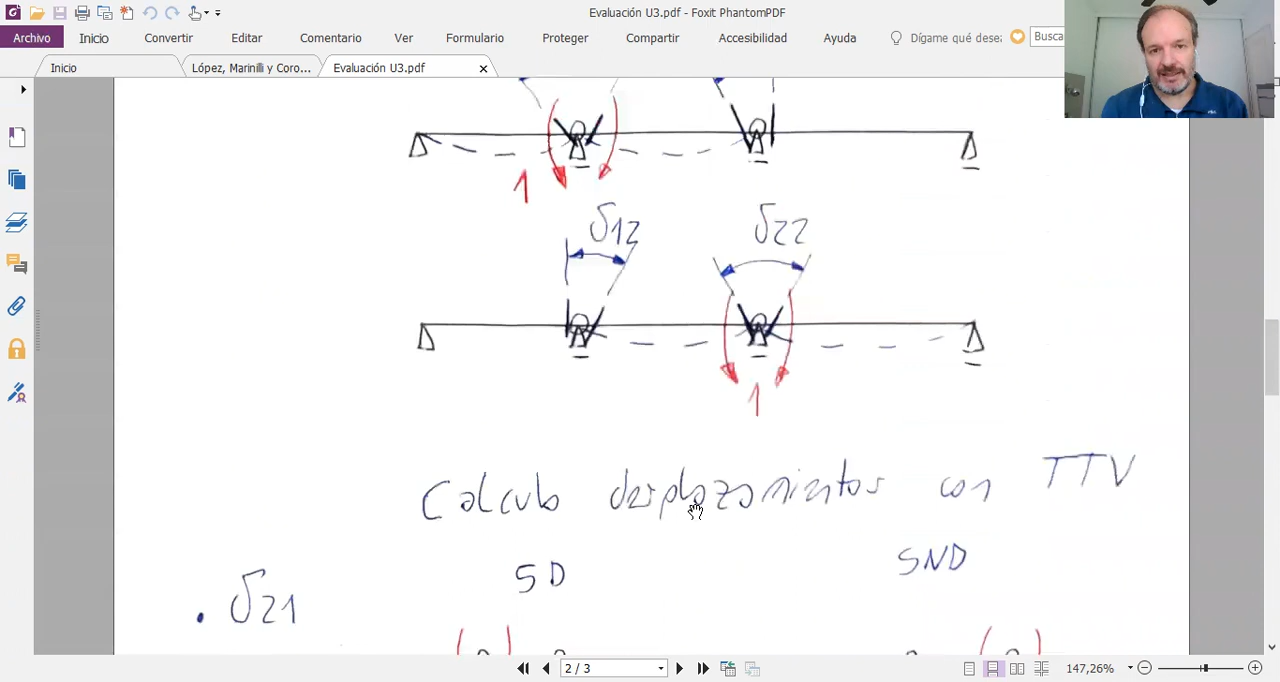 Evaluación U3.pdf - Foxit PhantomPDF
Archivo Inicio Convertir Editar Comentario Ver Formulario Proteger Compartir Accesibilidad Ayuda Dígame qué dese Busca
Inicio López, Marinilli y Coro... Evaluación U3.pdf
1
δ12 δ22
1
Calculo desplazamientos con TTV
SD SND
• δ21
2 / 3 147,26%